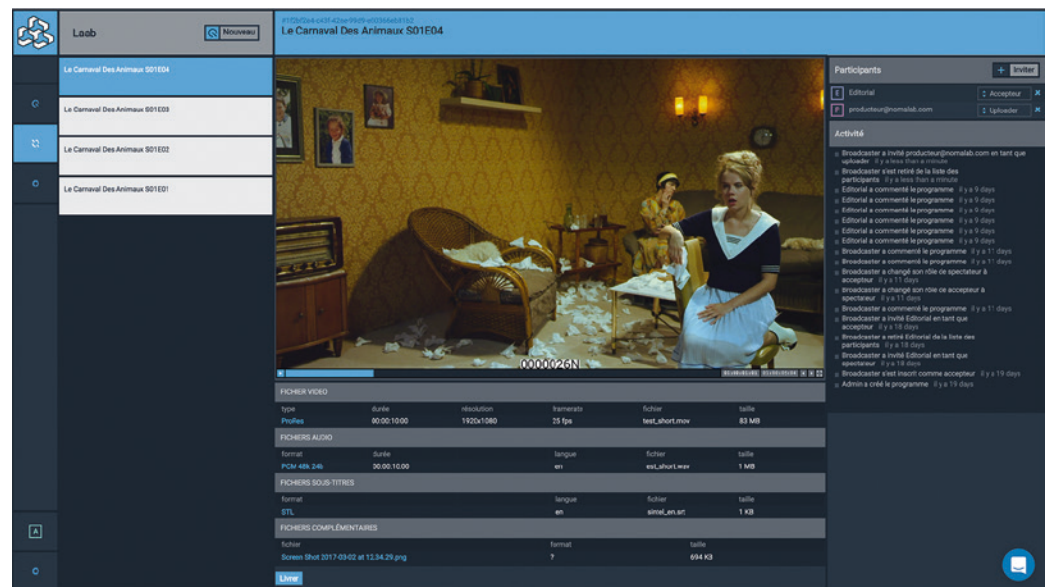 Laab
Nouveau
Le Carnaval Des Animaux S01E04
Le Carnaval Des Animaux S01E04
Le Carnaval Des Animaux S01E03
Le Carnaval Des Animaux S01E02
Le Carnaval Des Animaux S01E01
0000026N
FICHIER VIDEO
type durée résolution framerate fichier taille
ProRes 00:00:10:00 1920x1080 25 fps test_short.mov 83 MB
FICHIERS AUDIO
format durée langue fichier taille
PCM 48k 24b 00:00:10:00 en est_short.wav 1 MB
FICHIERS SOUS-TITRES
format langue fichier taille
STL en sintel_en.srt 1 KB
FICHIERS COMPLÉMENTAIRES
fichier format taille
Screen Shot 2017-03-02 at 12.34.29.png ? 694 KB
Livrer
Participants
+ Inviter
E Editorial Accepteur
P producteur@nomalab.com Uploader
Activité
Broadcaster a invité producteur@nomalab.com en tant que
uploader il y a less than a minute
Broadcaster s'est retiré de la liste des
participants il y a less than a minute
Editorial a commenté le programme il y a 9 days
Editorial a commenté le programme il y a 9 days
Editorial a commenté le programme il y a 9 days
Editorial a commenté le programme il y a 9 days
Editorial a commenté le programme il y a 9 days
Editorial a commenté le programme il y a 9 days
Broadcaster a commenté le programme il y a 11 days
Broadcaster a commenté le programme il y a 11 days
Broadcaster a changé son rôle de spectateur à
accepteur il y a 11 days
Broadcaster a changé son rôle de accepteur à
spectateur il y a 11 days
Broadcaster a commenté le programme il y a 11 days
Broadcaster a invité Editorial en tant que
accepteur il y a 18 days
Broadcaster a retiré Editorial de la liste des
participants il y a 18 days
Broadcaster a invité Editorial en tant que
spectateur il y a 18 days
Broadcaster s'est inscrit comme accepteur il y a 19 days
Admin a créé le programme il y a 19 days
A